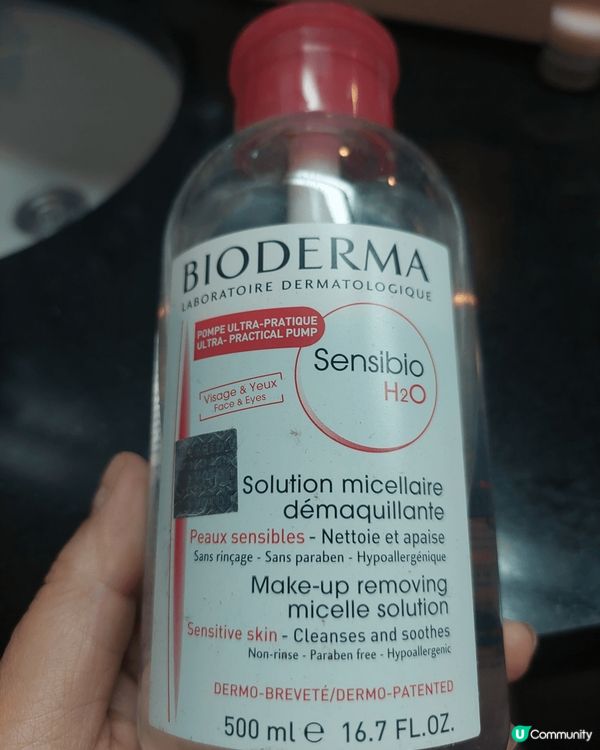 BIODERMA
LABORATOIRE DERMATOLOGIQUE
POMPE ULTRA-PRATIQUE
ULTRA- PRACTICAL PUMP
Sensibio
H2O
Visage & Yeux
Face & Eyes
Solution micellaire
démaquillante
Peaux sensibles - Nettoie et apaise
Sans rinçage - Sans paraben - Hypoallergénique
Make-up removing
micelle solution
Sensitive skin - Cleanses and soothes
Non-rinse - Paraben free - Hypoallergenic
DERMO-BREVETÉ/DERMO-PATENTED
500 ml e 16.7 FL.OZ.
U Community